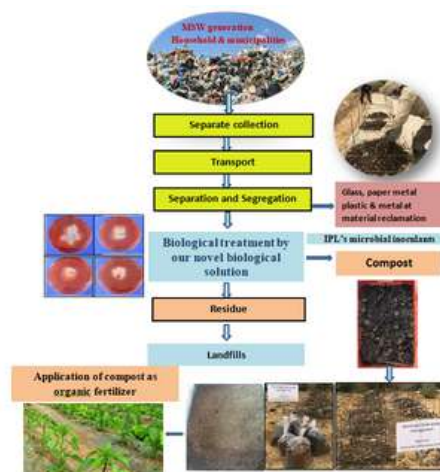 MSW generation
Household & municipalities
Separate collection
Transport
Separation and Segregation
Glass, paper metal
plastic & metal at
material reclamation
Biological treatment by
our novel biological
solution
IPL's microbial inoculants
Compost
Residue
Landfills
Application of compost as
organic fertilizer